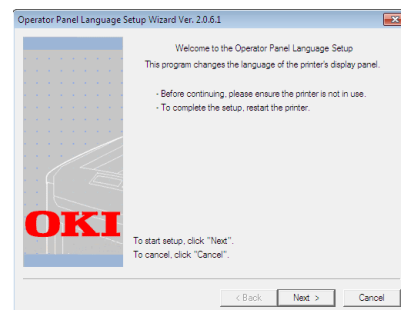 Operator Panel Language Setup Wizard Ver. 2.0.6.1
Welcome to the Operator Panel Language Setup
This program changes the language of the printer's display panel.
- Before continuing, please ensure the printer is not in use.
- To complete the setup, restart the printer.
OKI
To start setup, click "Next".
To cancel, click "Cancel".
< Back
Next >
Cancel